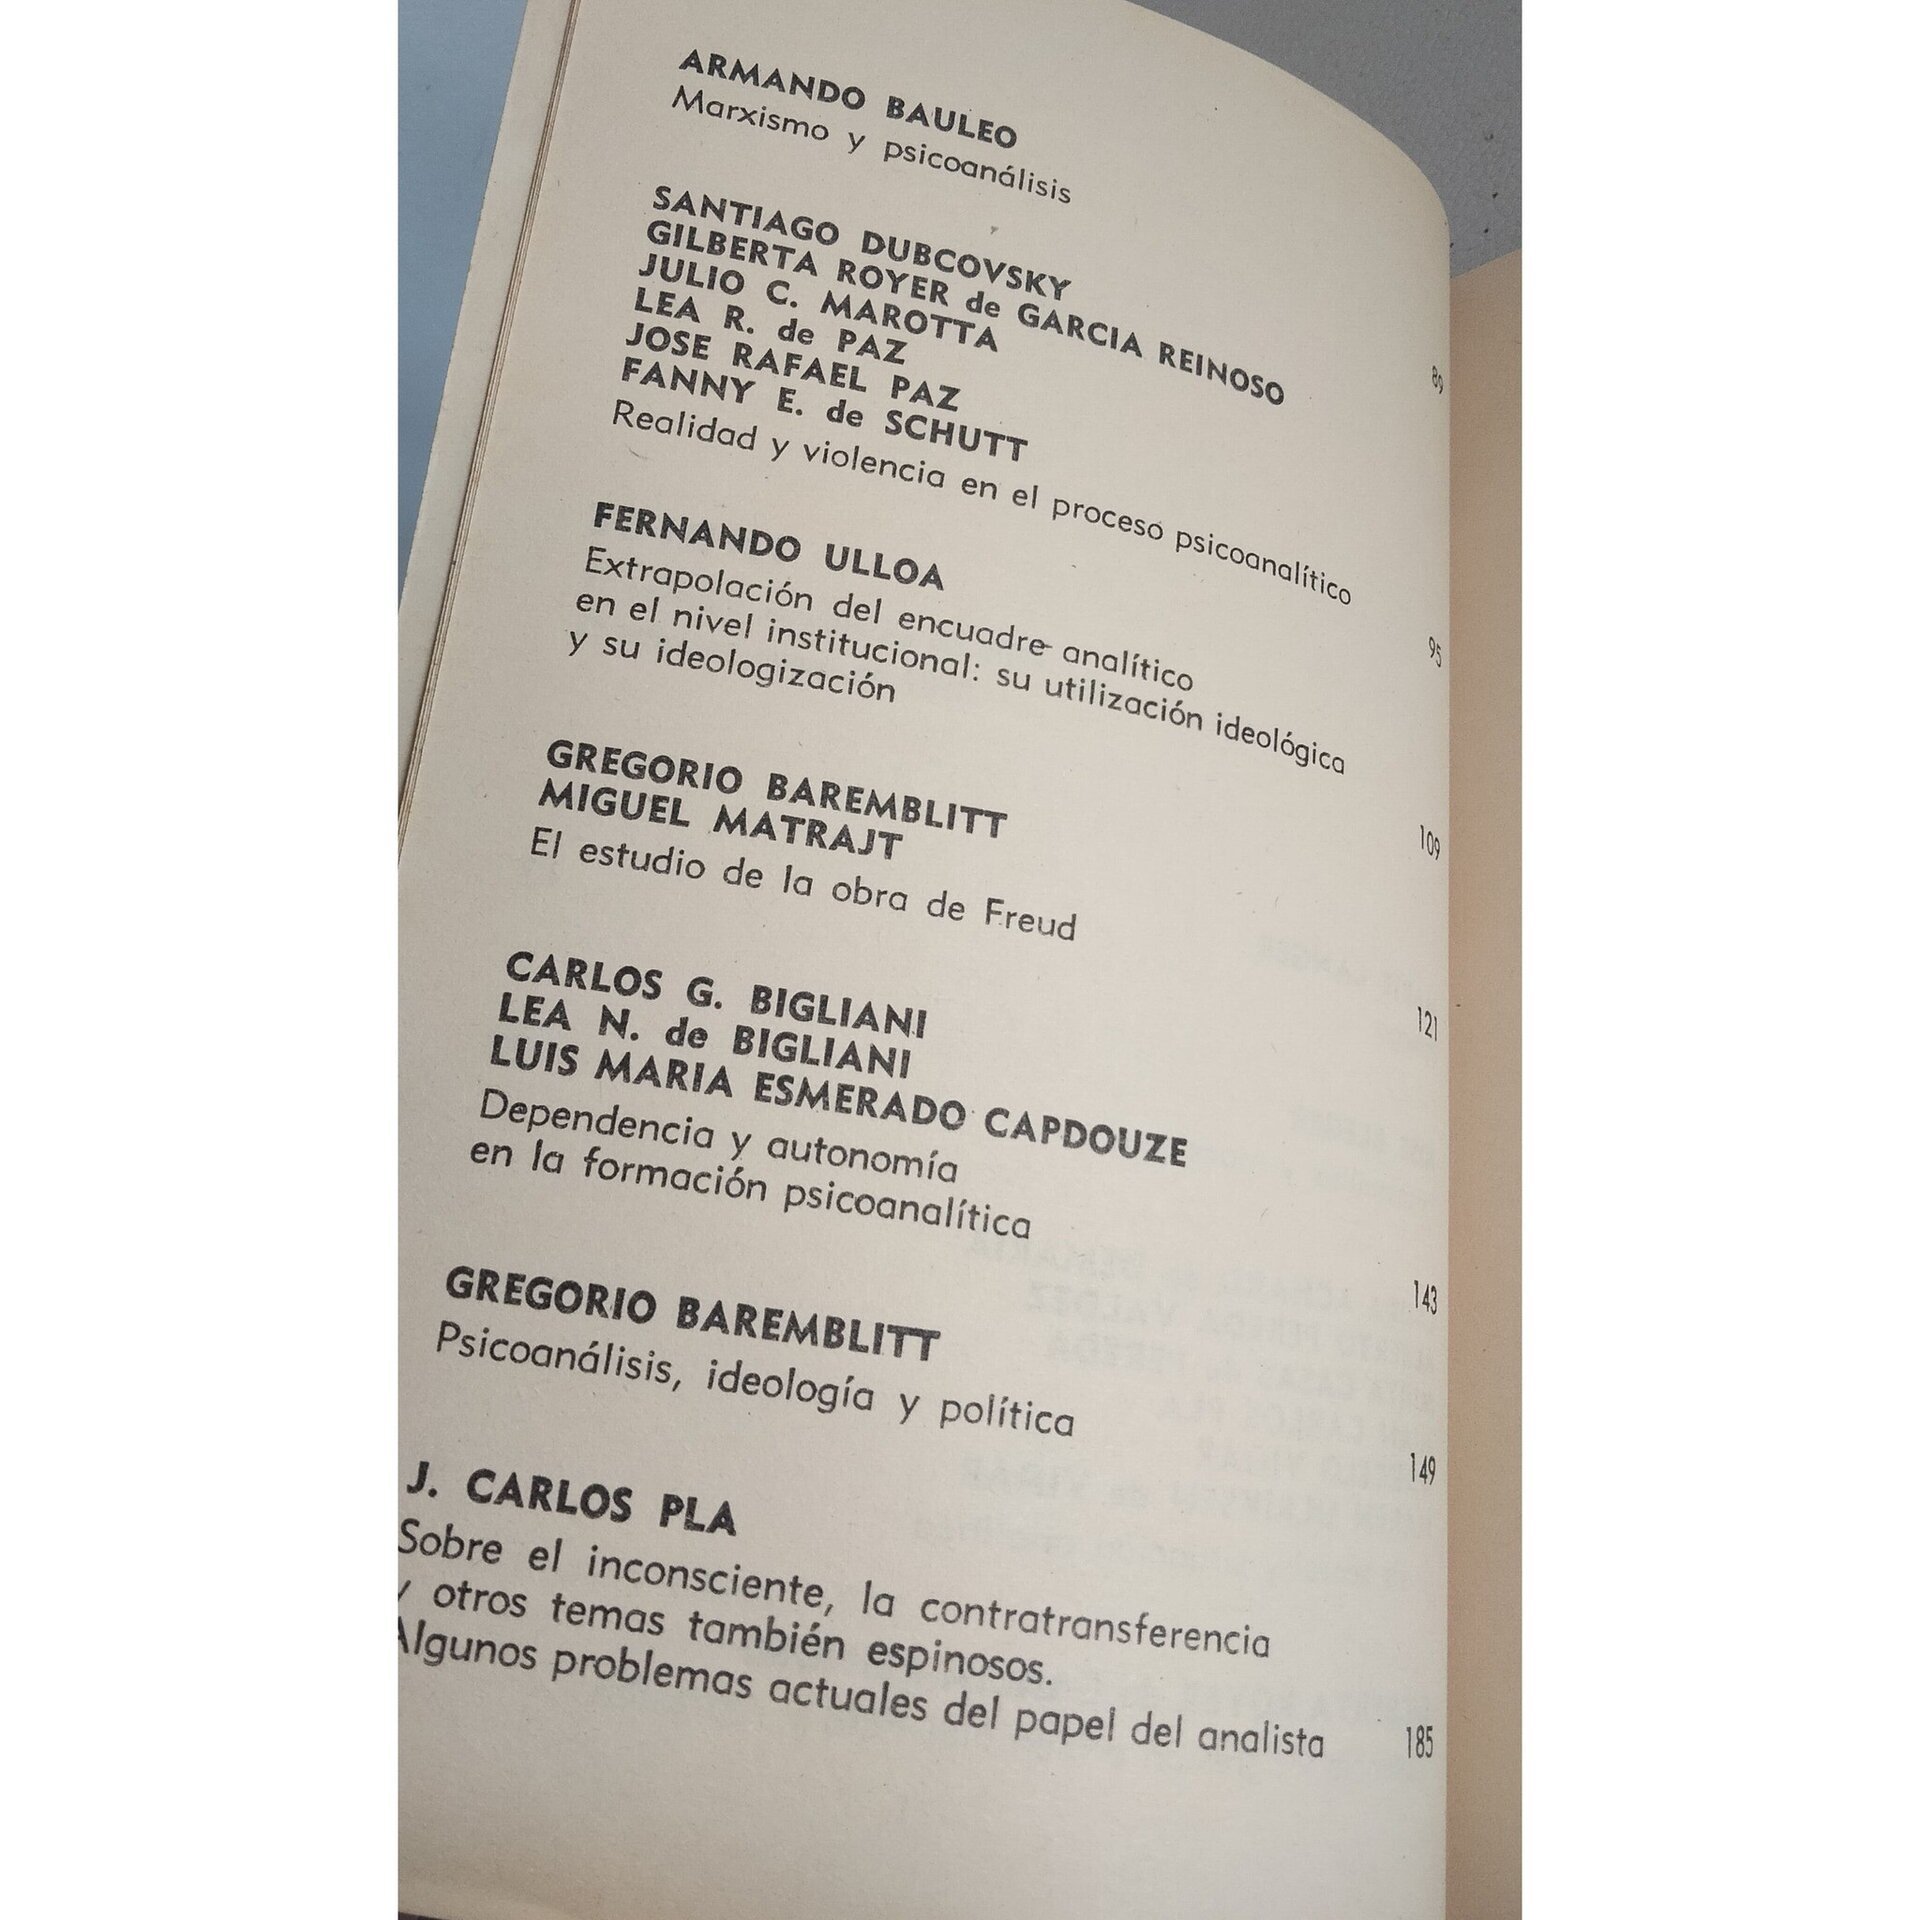 ARMANDO BAULEO
Marxismo y psicoanálisis 89
SANTIAGO DUBCOVSKY
GILBERTA ROYER de GARCIA REINOSO
JULIO C. MAROTTA
LEA R. de PAZ
JOSE RAFAEL PAZ
FANNY E. de SCHUTT
Realidad y violencia en el proceso psicoanalítico 95
FERNANDO ULLOA
Extrapolación del encuadre analítico
en el nivel institucional: su utilización ideológica
y su ideologización 109
GREGORIO BAREMBLITT
MIGUEL MATRAJT
El estudio de la obra de Freud 121
CARLOS G. BIGLIANI
LEA N. de BIGLIANI
LUIS MARIA ESMERADO CAPDOUZE
Dependencia y autonomía
en la formación psicoanalítica 143
GREGORIO BAREMBLITT
Psicoanálisis, ideología y política 149
J. CARLOS PLA
Sobre el inconsciente, la contratransferencia
y otros temas también espinosos.
Algunos problemas actuales del papel del analista 185